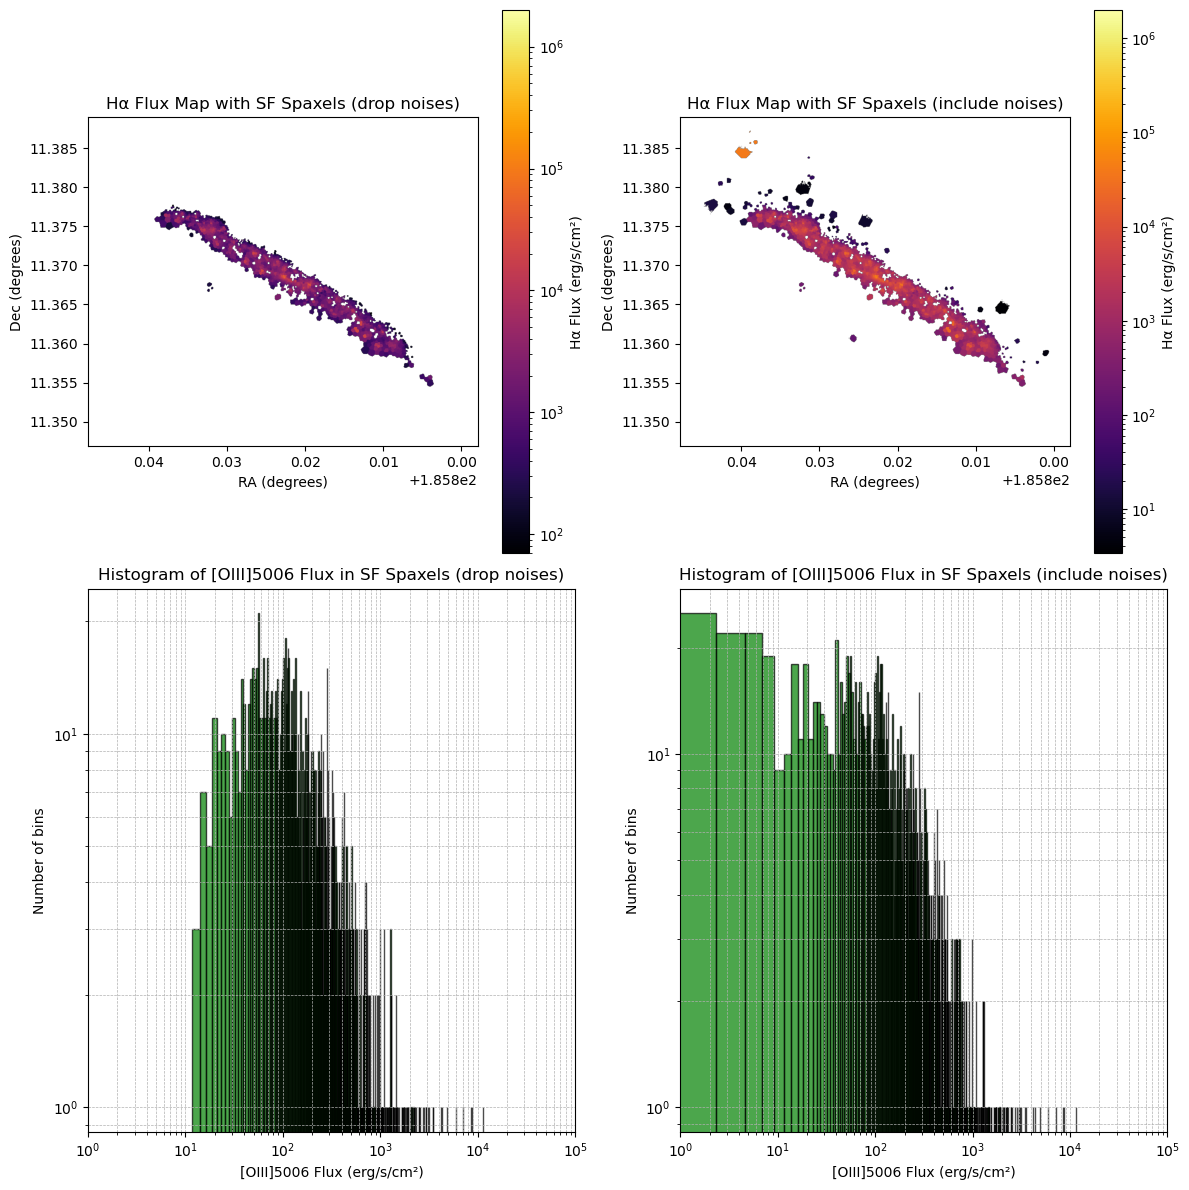 Hα Flux Map with SF Spaxels (drop noises)
Dec (degrees)
11.385
11.380
11.375
11.370
11.365
11.360
11.355
11.350
0.04 0.03 0.02 0.01 0.00
RA (degrees)
+1.858e2
10⁶
10⁵
10⁴
10³
10²
Hα Flux (erg/s/cm²)
Hα Flux Map with SF Spaxels (include noises)
Dec (degrees)
11.385
11.380
11.375
11.370
11.365
11.360
11.355
11.350
0.04 0.03 0.02 0.01 0.00
RA (degrees)
+1.858e2
10⁶
10⁵
10⁴
10³
10²
10¹
Hα Flux (erg/s/cm²)
Histogram of [OIII]5006 Flux in SF Spaxels (drop noises)
Number of bins
10¹
10⁰
10⁰ 10¹ 10² 10³ 10⁴ 10⁵
[OIII]5006 Flux (erg/s/cm²)
Histogram of [OIII]5006 Flux in SF Spaxels (include noises)
Number of bins
10¹
10⁰
10⁰ 10¹ 10² 10³ 10⁴ 10⁵
[OIII]5006 Flux (erg/s/cm²)